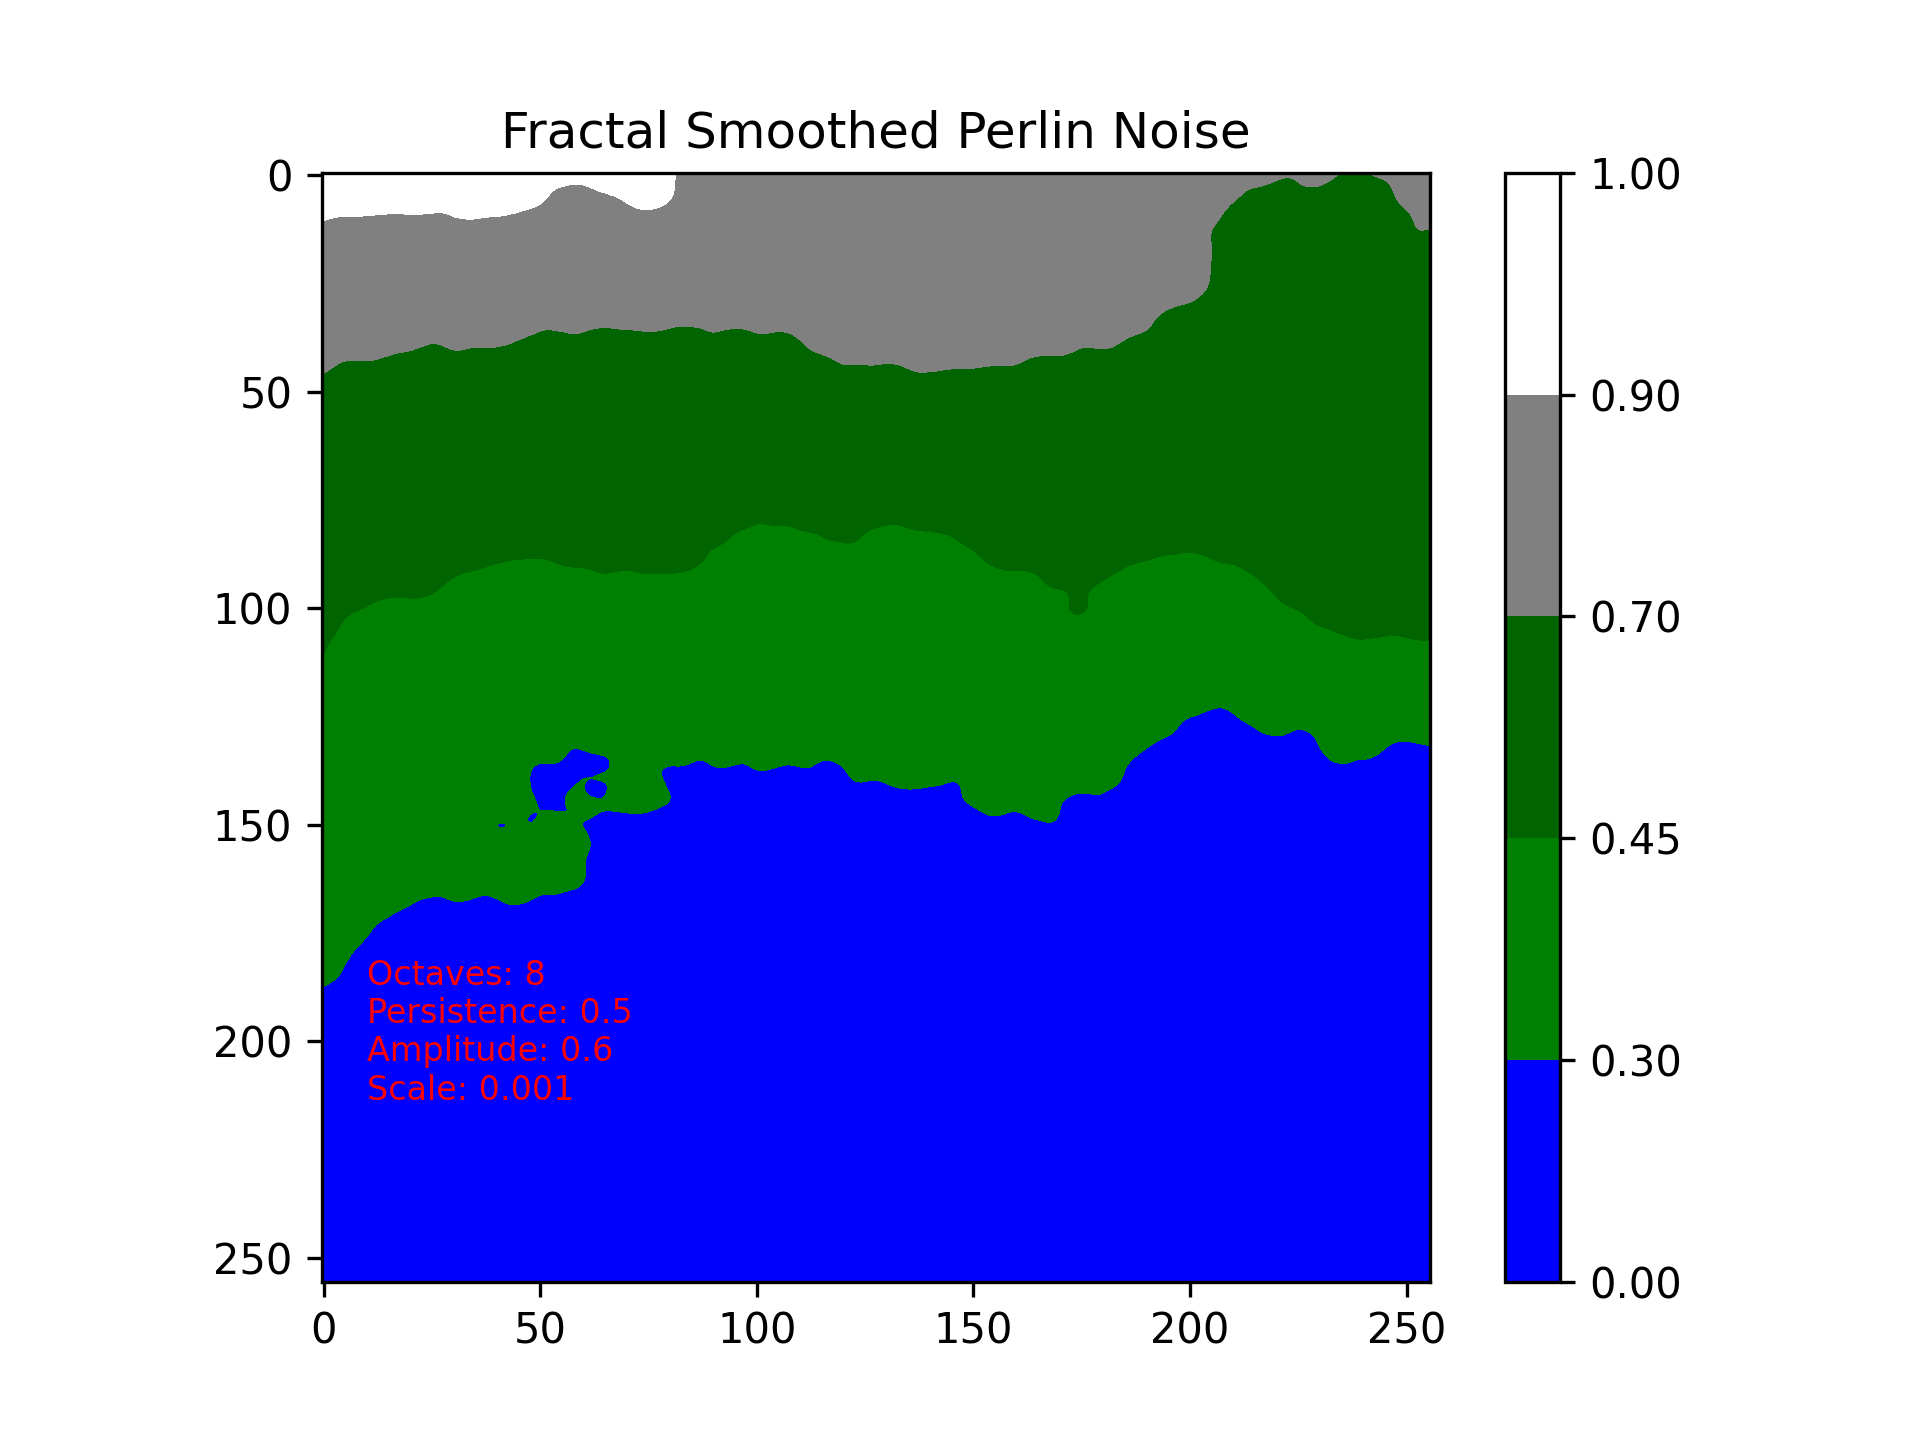 Fractal Smoothed Perlin Noise
0
50
100
150
200
250
0 50 100 150 200 250
Octaves: 8
Persistence: 0.5
Amplitude: 0.6
Scale: 0.001
1.00
0.90
0.70
0.45
0.30
0.00